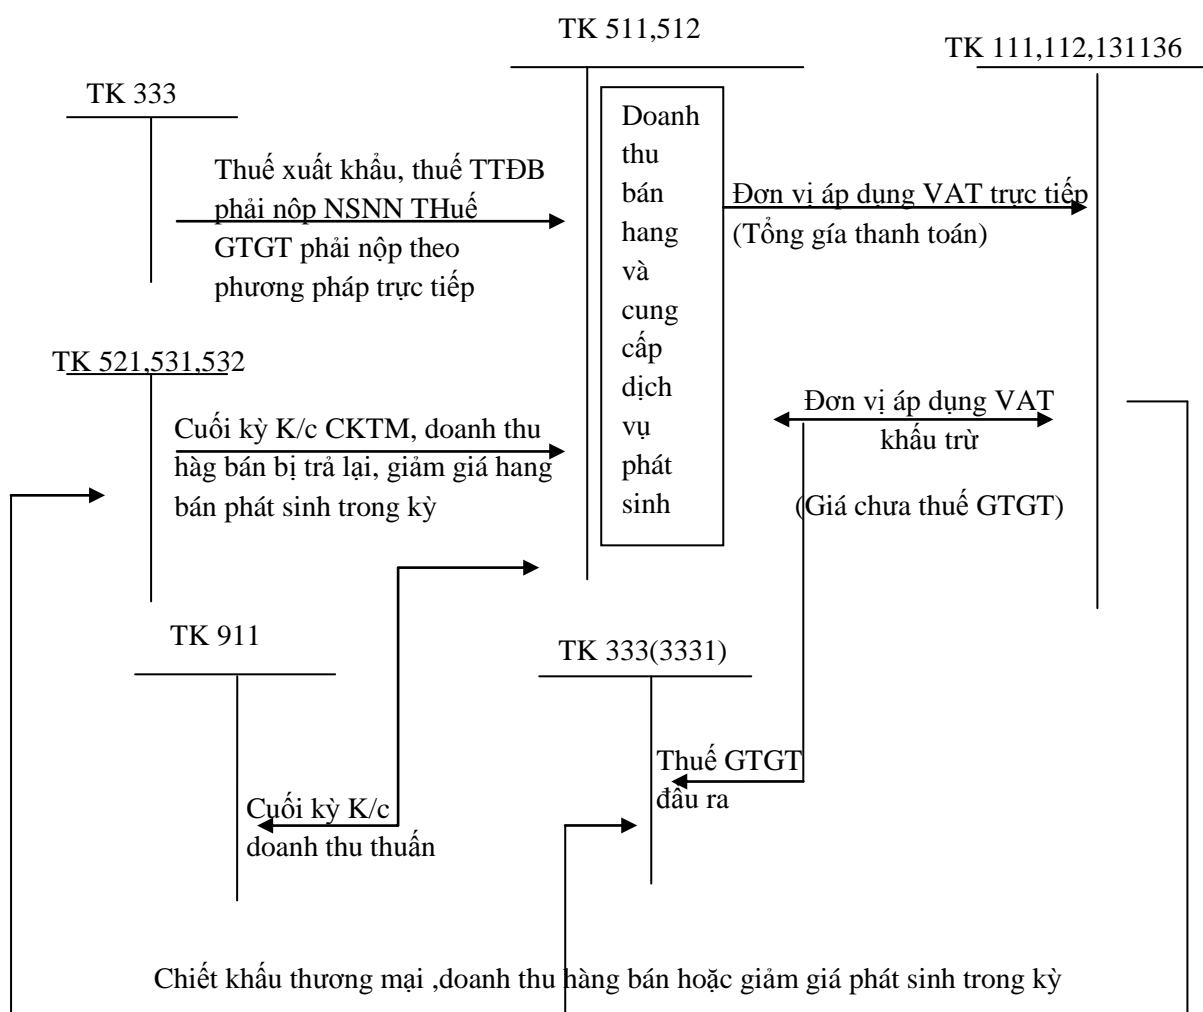 TK 511,512
TK 111,112,131136
TK 333
Doanh
thu
bán
hang
và
cung
cấp
dịch
vụ
phát
sinh
Thuế xuất khẩu, thuế TTĐB
phải nộp NSNN THuế
GTGT phải nộp theo
phương pháp trực tiếp
Đơn vị áp dụng VAT trực tiếp
(Tổng gía thanh toán)
TK 521,531,532
Cuối kỳ K/c CKTM, doanh thu
hàg bán bị trả lại, giảm giá hang
bán phát sinh trong kỳ
Đơn vị áp dụng VAT
khấu trừ
(Giá chưa thuế GTGT)
TK 911
TK 333(3331)
Thuế GTGT
đầu ra
Cuối kỳ K/c
doanh thu thuấn
Chiết khấu thương mại ,doanh thu hàng bán hoặc giảm giá phát sinh trong kỳ